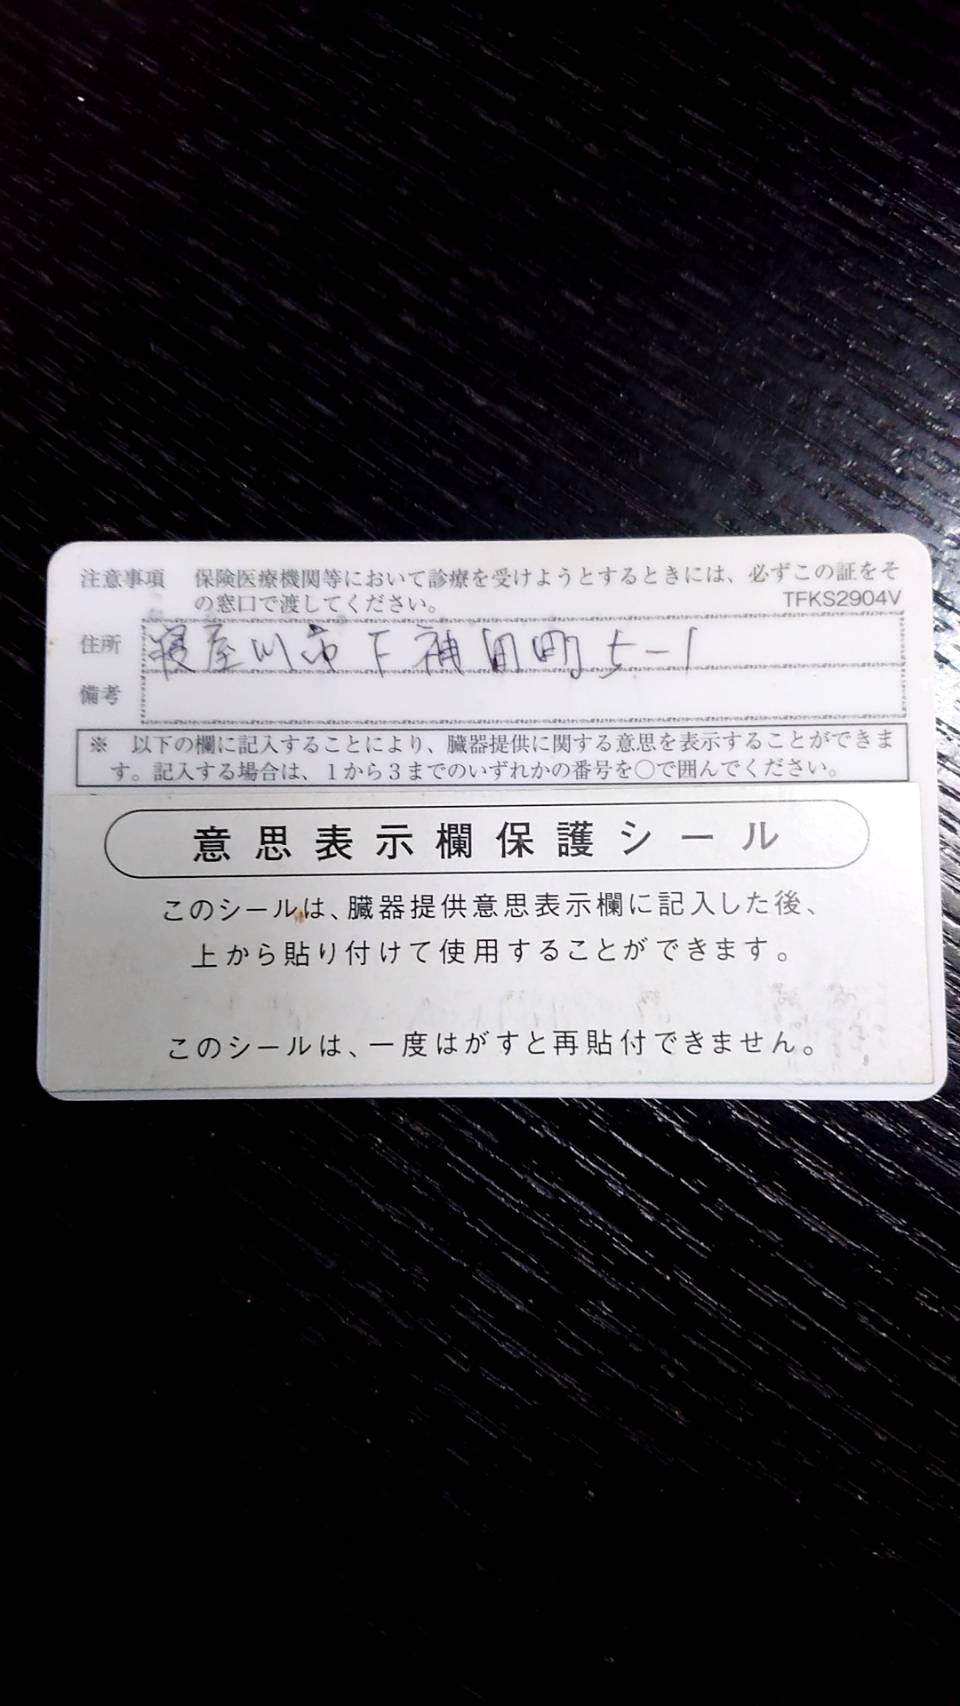 注意事項 保険医療機関等において診療を受けようとするときには、必ずこの証をそ
の窓口で渡してください。 TFKS2904V
住所 寝屋川市下神田町5-1
備考
※ 以下の欄に記入することにより、臓器提供に関する意思を表示することができま
す。記入する場合は、1から3までのいずれかの番号を○で囲んでください。
意思表示欄保護シール
このシールは、臓器提供意思表示欄に記入した後、
上から貼り付けて使用することができます。
このシールは、一度はがすと再貼付できません。